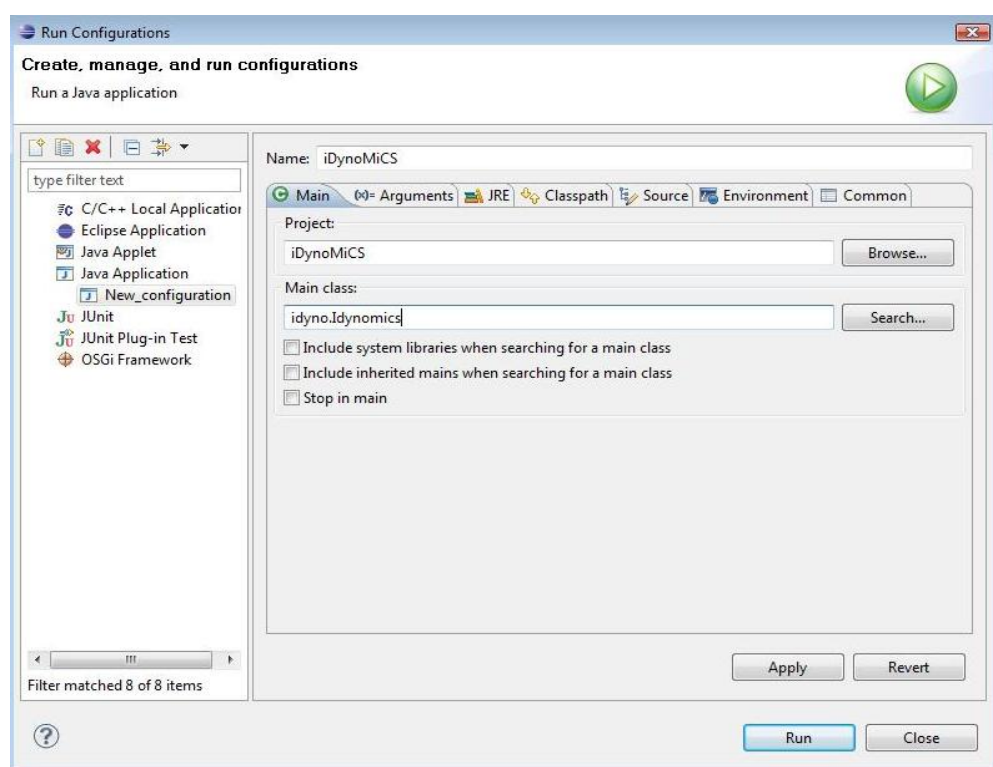 Run Configurations
Create, manage, and run configurations
Run a Java application
type filter text
C/C++ Local Applicatior
Eclipse Application
Java Applet
Java Application
New_configuration
JUnit
JUnit Plug-in Test
OSGi Framework
Filter matched 8 of 8 items
Name: iDynoMiCS
Main (x)= Arguments JRE Classpath Source Environment Common
Project:
iDynoMiCS Browse...
Main class:
idyno.Idynomics Search...
Include system libraries when searching for a main class
Include inherited mains when searching for a main class
Stop in main
Apply Revert
Run Close